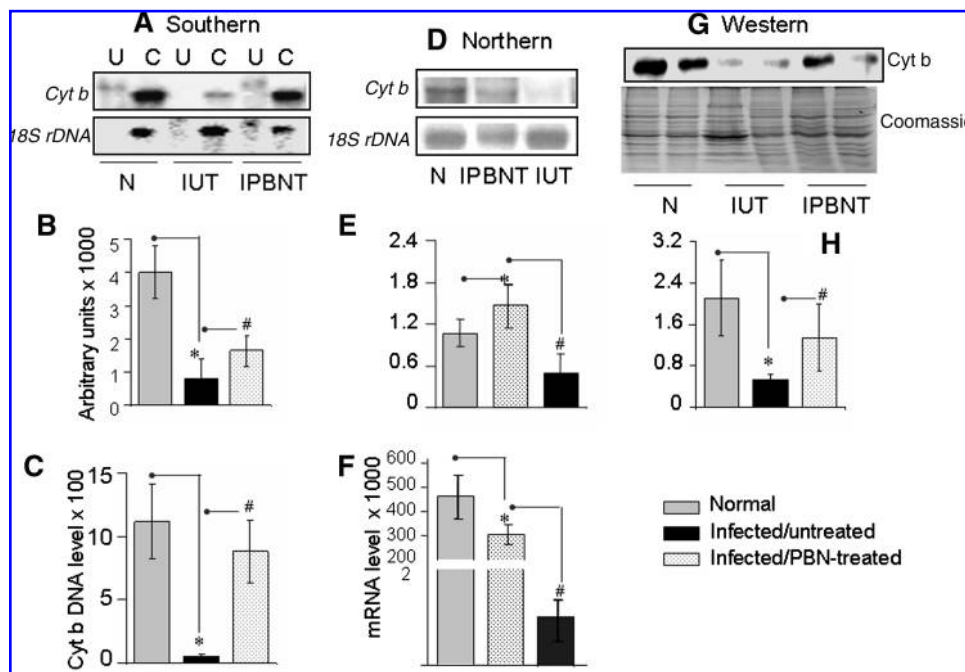 A Southern
U C U C U C
Cyt b
18S rDNA
N IUT IPBNT
D Northern
Cyt b
18S rDNA
N IPBNT IUT
G Western
Cyt b
Coomassie
N IUT IPBNT
B
Arbitrary units x 1000
5
4
3
2
1
0
*
#
E
2.4
1.8
1.2
0.6
0
*
#
H
3.2
2.4
1.6
0.8
0
*
#
C
Cyt b DNA level x 100
15
10
5
0
*
#
F
mRNA level x 1000
600
500
400
300
200
2
0
*
#
Normal
Infected/untreated
Infected/PBN-treated